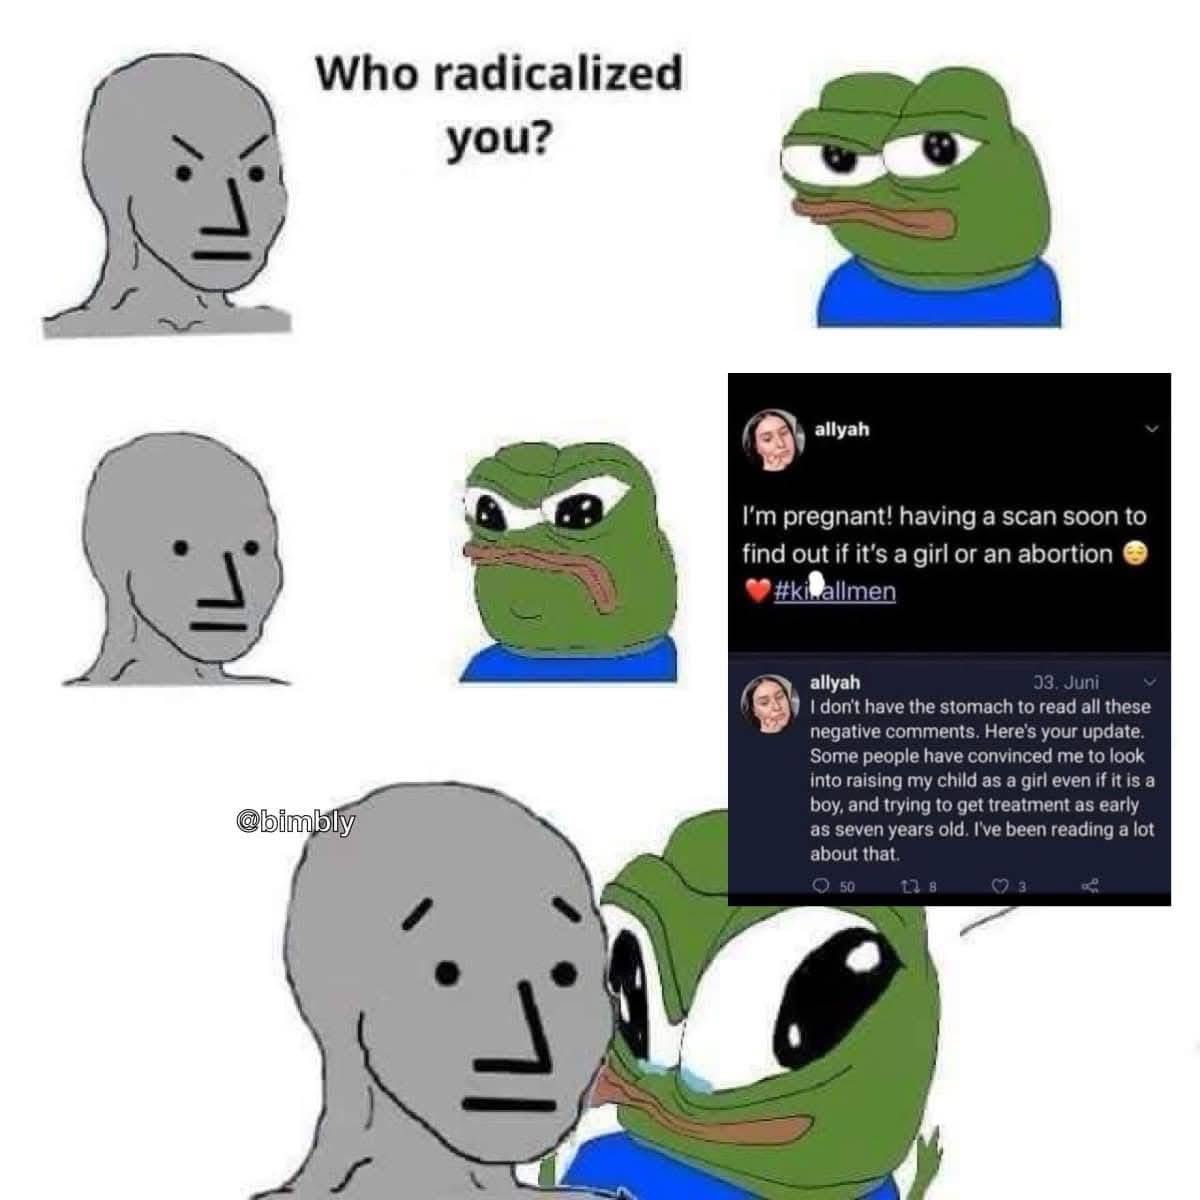 Who radicalized
you?
allyah
I'm pregnant! having a scan soon to
find out if it's a girl or an abortion 😌
❤️ #killallmen
allyah 03. Juni
I don't have the stomach to read all these
negative comments. Here's your update.
Some people have convinced me to look
into raising my child as a girl even if it is a
boy, and trying to get treatment as early
as seven years old. I've been reading a lot
about that.
50 8 3
@bimbly